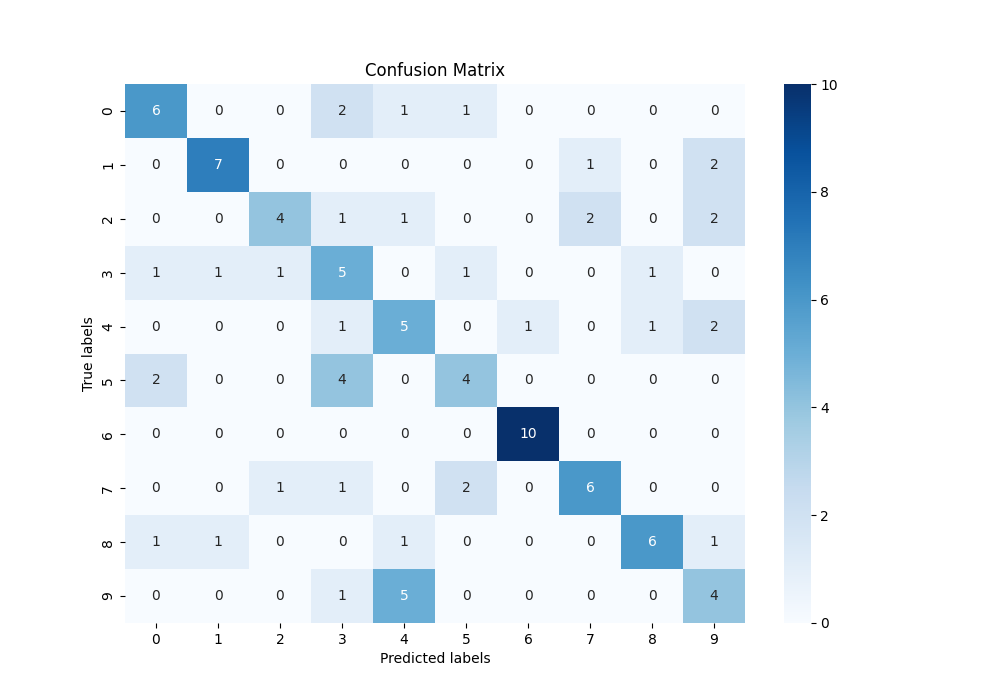 Confusion Matrix
0 6 0 0 2 1 1 0 0 0 0
1 0 7 0 0 0 0 0 1 0 2
2 0 0 4 1 1 0 0 2 0 2
3 1 1 1 5 0 1 0 0 1 0
4 0 0 0 1 5 0 1 0 1 2
5 2 0 0 4 0 4 0 0 0 0
6 0 0 0 0 0 0 10 0 0 0
7 0 0 1 1 0 2 0 6 0 0
8 1 1 0 0 1 0 0 0 6 1
9 0 0 0 1 5 0 0 0 0 4
0 1 2 3 4 5 6 7 8 9
Predicted labels
True labels
10
8
6
4
2
0